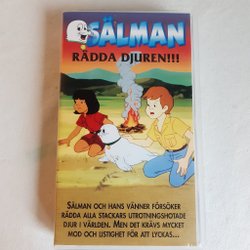 SÄLMAN
RÄDDA DJUREN!!!
SÄLMAN OCH HANS VÄNNER FÖRSÖKER
RÄDDA ALLA STACKARS UTROTNINGSHOTADE
DJUR I VÄRLDEN. MEN DET KRÄVS MYCKET
MOD OCH LISTIGHET FÖR ATT LYCKAS...